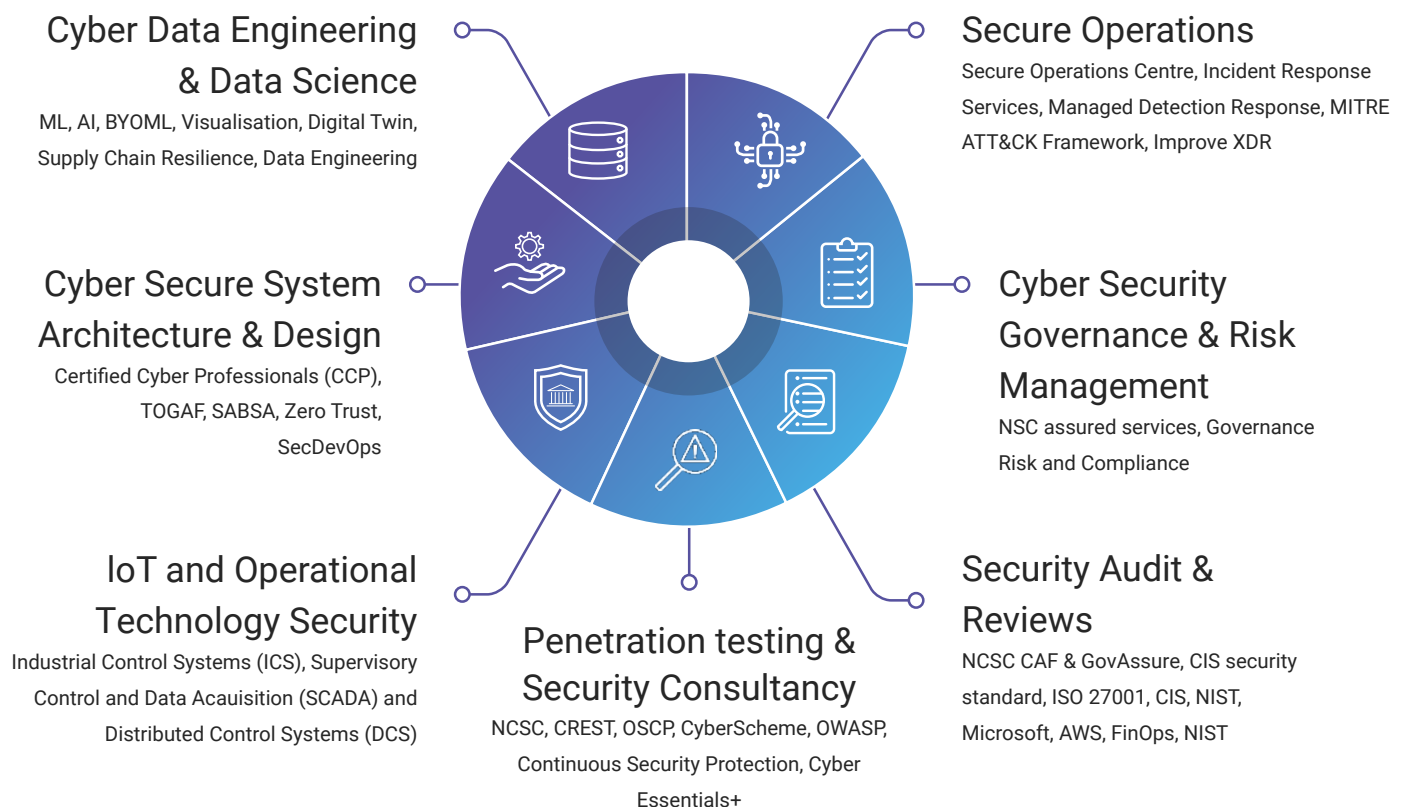 Cyber Data Engineering
& Data Science
ML, AI, BYOML, Visualisation, Digital Twin,
Supply Chain Resilience, Data Engineering
Secure Operations
Secure Operations Centre, Incident Response
Services, Managed Detection Response, MITRE
ATT&CK Framework, Improve XDR
Cyber Secure System
Architecture & Design
Certified Cyber Professionals (CCP),
TOGAF, SABSA, Zero Trust,
SecDevOps
Cyber Security
Governance & Risk
Management
NSC assured services, Governance
Risk and Compliance
IoT and Operational
Technology Security
Industrial Control Systems (ICS), Supervisory
Control and Data Acauisition (SCADA) and
Distributed Control Systems (DCS)
Penetration testing &
Security Consultancy
NCSC, CREST, OSCP, CyberScheme, OWASP,
Continuous Security Protection, Cyber
Essentials+
Security Audit &
Reviews
NCSC CAF & GovAssure, CIS security
standard, ISO 27001, CIS, NIST,
Microsoft, AWS, FinOps, NIST